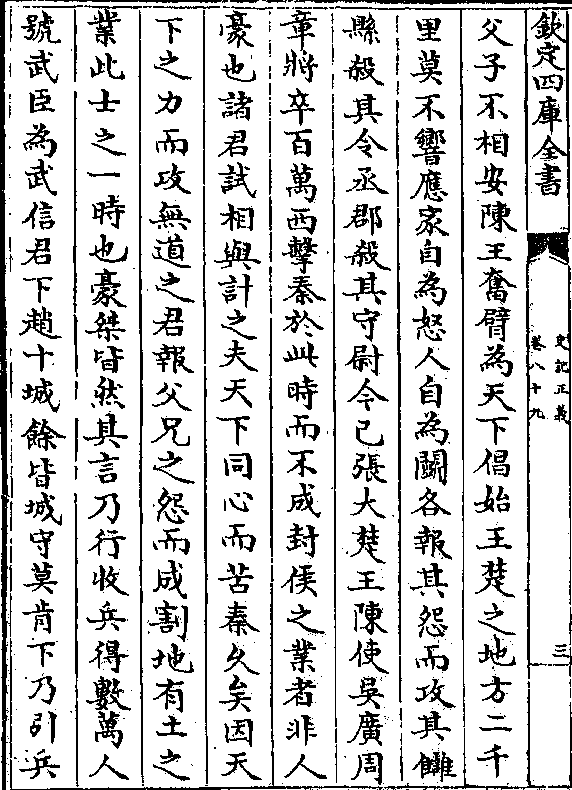 欽定四庫全書
史記正義
卷八十九
三
父子不相安陳王奮臂為天下倡始王楚之地方二千
里莫不響應家自為怒人自為鬭各報其怨而攻其讎
縣殺其令丞郡殺其守尉今已張大楚王陳使吳廣周
章將卒百萬西擊秦於此時而不成封侯之業者非人
豪也諸君試相與計之夫天下同心而苦秦久矣因天
下之力而攻無道之君報父兄之怨而成割地有土之
業此士之一時也豪桀皆然其言乃行收兵得數萬人
號武臣為武信君下趙十城餘皆城守莫肯下乃引兵